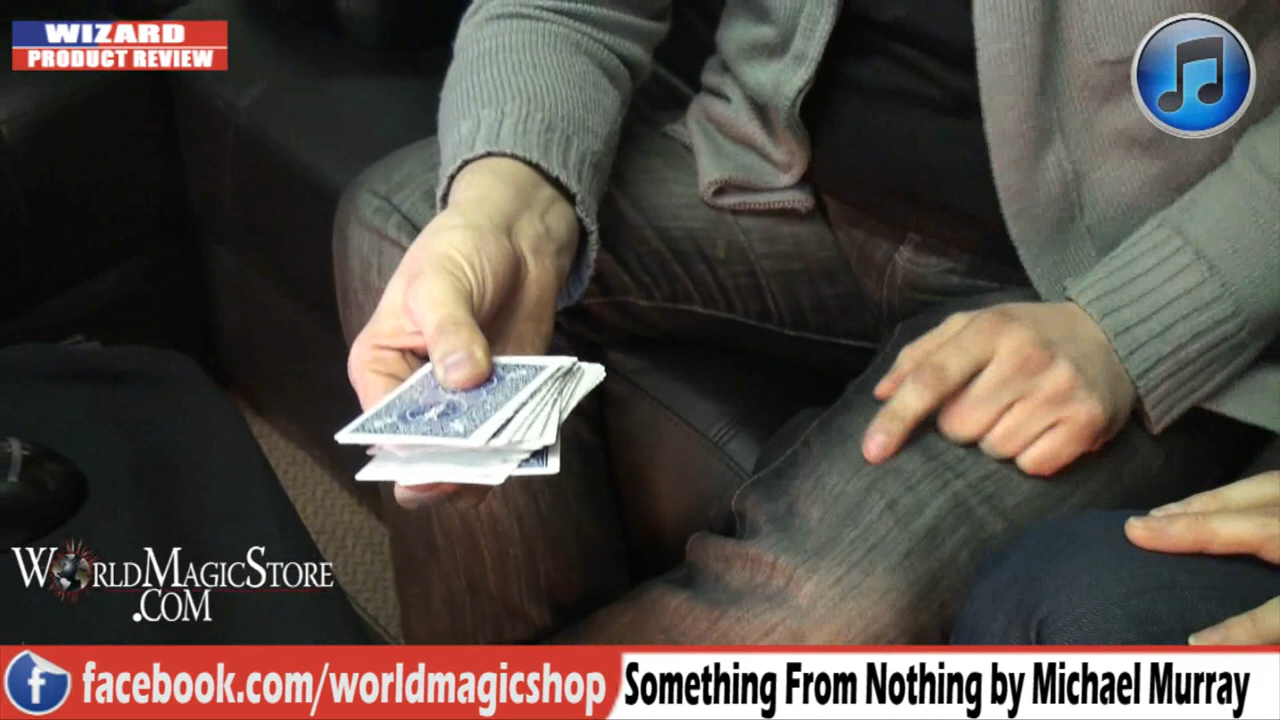 WIZARD
PRODUCT REVIEW
WORLDMAGICSTORE
.COM
facebook.com/worldmagicshop
Something From Nothing by Michael Murray